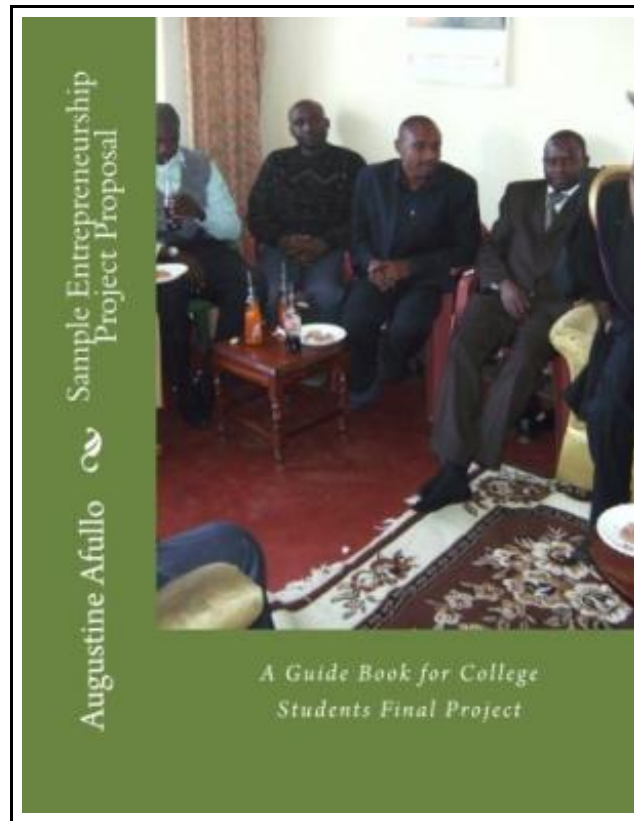 Sample Entrepreneurship
Project Proposal
Augustine Afullo
A Guide Book for College
Students Final Project